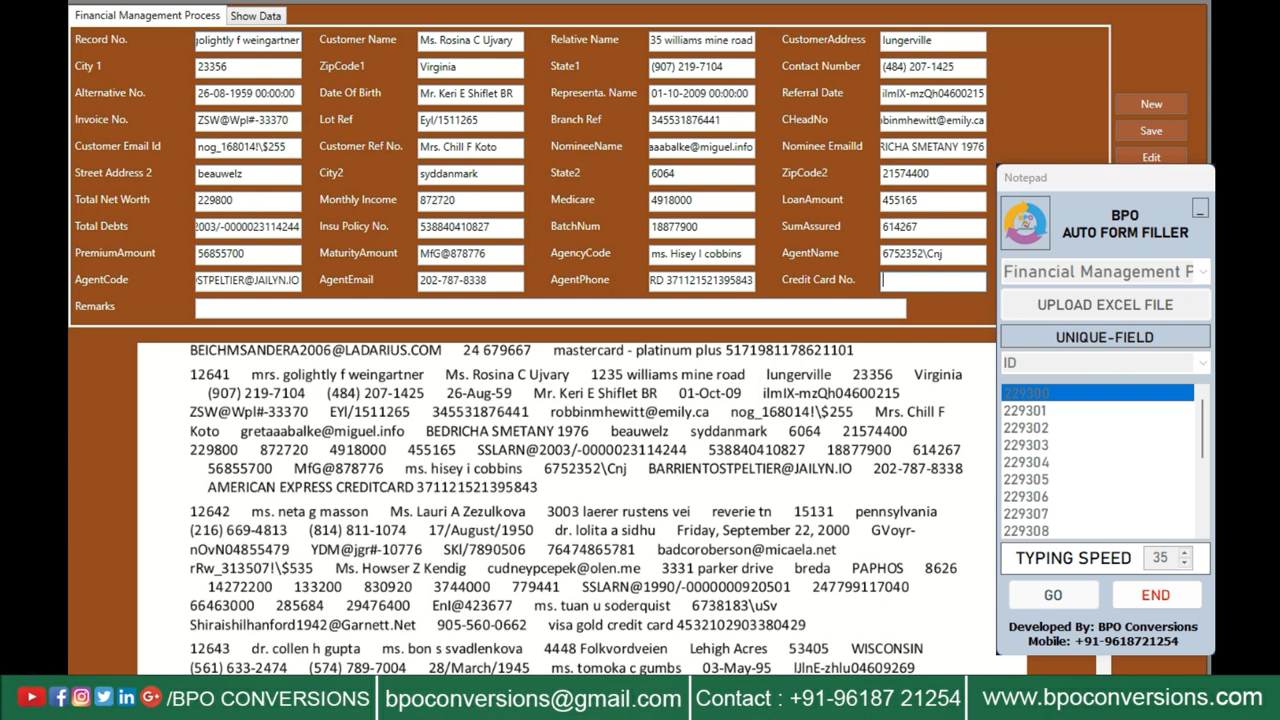 Financial Management Process Show Data
Record No. golightly f weingartner Customer Name Ms. Rosina C Ujvary Relative Name 35 williams mine road CustomerAddress lungerville
City 1 23356 ZipCode1 Virginia State1 (907) 219-7104 Contact Number (484) 207-1425
Alternative No. 26-08-1959 00:00:00 Date Of Birth Mr. Keri E Shiflet BR Representa. Name 01-10-2009 00:00:00 Referral Date ilmIX-mzQh04600215
Invoice No. ZSW@Wpl#-33370 Lot Ref Eyl/1511265 Branch Ref 345531876441 CHeadNo binmhewitt@emily.ca
Customer Email Id nog_168014!\$255 Customer Ref No. Mrs. Chill F Koto NomineeName aaabalke@miguel.info Nominee EmailId RICHA SMETANY 1976
Street Address 2 beauwelz City2 syddanmark State2 6064 ZipCode2 21574400
Total Net Worth 229800 Monthly Income 872720 Medicare 4918000 LoanAmount 455165
Total Debts 2003/-0000023114244 Insu Policy No. 538840410827 BatchNum 18877900 SumAssured 614267
PremiumAmount 56855700 MaturityAmount MfG@878776 AgencyCode ms. Hisey I cobbins AgentName 6752352\Cnj
AgentCode OSTPELTIER@JAILYN.IO AgentEmail 202-787-8338 AgentPhone RD 371121521395843 Credit Card No.
Remarks
New
Save
Edit
BEICHMSANDERA2006@LADARIUS.COM 24 679667 mastercard - platinum plus 5171981178621101
12641 mrs. golightly f weingartner Ms. Rosina C Ujvary 1235 williams mine road lungerville 23356 Virginia
(907) 219-7104 (484) 207-1425 26-Aug-59 Mr. Keri E Shiflet BR 01-Oct-09 ilmIX-mzQh04600215
ZSW@Wpl#-33370 EYl/1511265 345531876441 robbinmhewitt@emily.ca nog_168014!\$255 Mrs. Chill F
Koto gretaaabalke@miguel.info BEDRICHA SMETANY 1976 beauwelz syddanmark 6064 21574400
229800 872720 4918000 455165 SSLARN@2003/-0000023114244 538840410827 18877900 614267
56855700 MfG@878776 ms. hisey i cobbins 6752352\Cnj BARRIENTOSTPELTIER@JAILYN.IO 202-787-8338
AMERICAN EXPRESS CREDITCARD 371121521395843
12642 ms. neta g masson Ms. Lauri A Zezulkova 3003 laerer rustens vei reverie tn 15131 pennsylvania
(216) 669-4813 (814) 811-1074 17/August/1950 dr. lolita a sidhu Friday, September 22, 2000 GVoyr-
nOvN04855479 YDM@jgr#-10776 SKl/7890506 76474865781 badcoroberson@micaela.net
rRw_313507!\$535 Ms. Howser Z Kendig cudneypcepek@olen.me 3331 parker drive breda PAPHOS 8626
14272200 133200 830920 3744000 779441 SSLARN@1990/-0000000920501 247799117040
66463000 285684 29476400 EnI@423677 ms. tuan u soderquist 6738183\uSv
Shiraishilhanford1942@Garnett.Net 905-560-0662 visa gold credit card 4532102903380429
12643 dr. collen h gupta ms. bon s svadlenkova 4448 Folkvordveien Lehigh Acres 53405 WISCONSIN
(561) 633-2474 (574) 789-7004 28/March/1945 ms. tomoka c gumbs 03-May-95 IJlnE-zhlu04609269
Notepad
BPO
BPO
AUTO FORM FILLER
_
Financial Management P
UPLOAD EXCEL FILE
UNIQUE-FIELD
ID
229300
229301
229302
229303
229304
229305
229306
229307
229308
TYPING SPEED 35
GO END
Developed By: BPO Conversions
Mobile: +91-9618721254
/BPO CONVERSIONS bpoconversions@gmail.com Contact : +91-96187 21254 www.bpoconversions.com